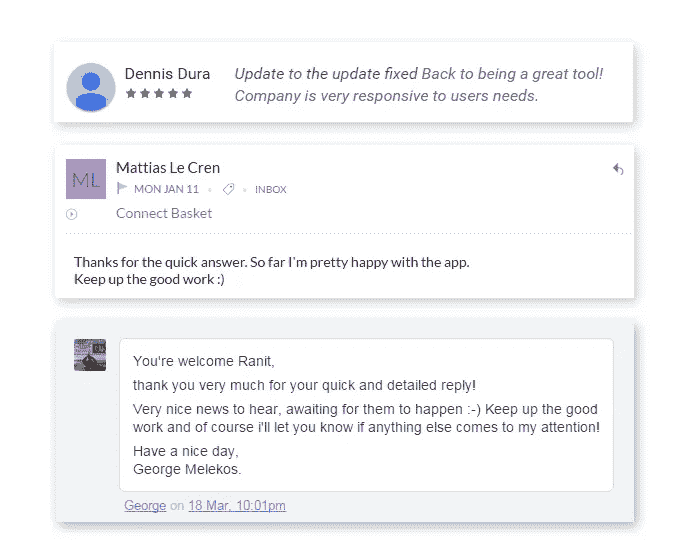 Dennis Dura
Update to the update fixed Back to being a great tool!
Company is very responsive to users needs.
ML
Mattias Le Cren
MON JAN 11
INBOX
Connect Basket
Thanks for the quick answer. So far I'm pretty happy with the app.
Keep up the good work :)
You're welcome Ranit,
thank you very much for your quick and detailed reply!
Very nice news to hear, awaiting for them to happen :-) Keep up the good
work and of course i'll let you know if anything else comes to my attention!
Have a nice day,
George Melekos.
George on 18 Mar, 10:01pm